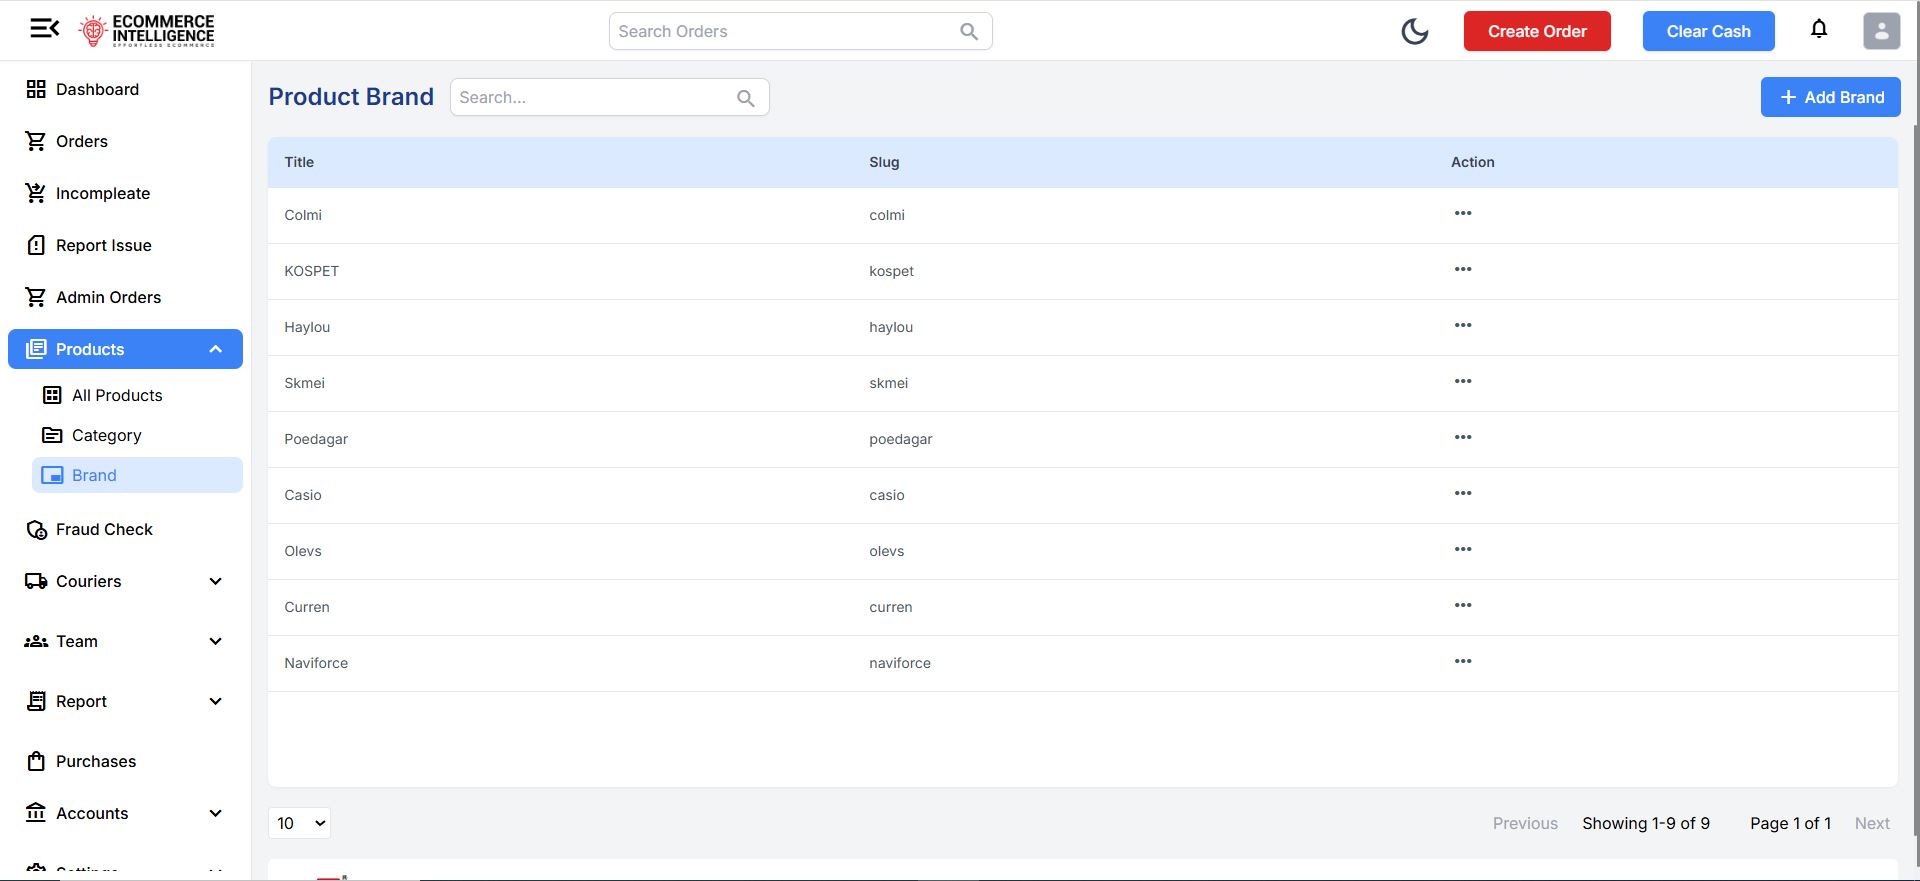 ECOMMERCE
INTELLIGENCE
EFFORTLESS ECOMMERCE
Search Orders
Create Order
Clear Cash
Dashboard
Orders
Incompleate
Report Issue
Admin Orders
Products
All Products
Category
Brand
Fraud Check
Couriers
Team
Report
Purchases
Accounts
Product Brand
Search...
Add Brand
Title Slug Action
Colmi colmi
KOSPET kospet
Haylou haylou
Skmei skmei
Poedagar poedagar
Casio casio
Olevs olevs
Curren curren
Naviforce naviforce
10
Previous Showing 1-9 of 9 Page 1 of 1 Next